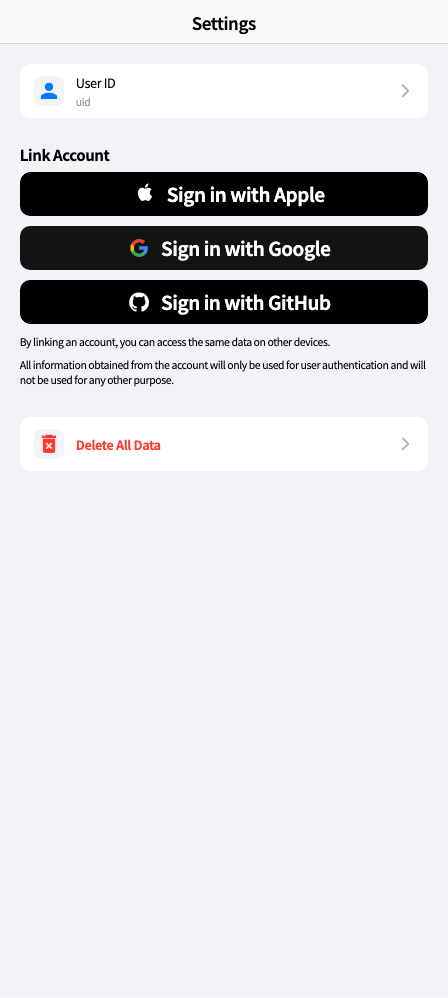 Settings
User ID
uid
Link Account
Sign in with Apple
Sign in with Google
Sign in with GitHub
By linking an account, you can access the same data on other devices.
All information obtained from the account will only be used for user authentication and will
not be used for any other purpose.
Delete All Data